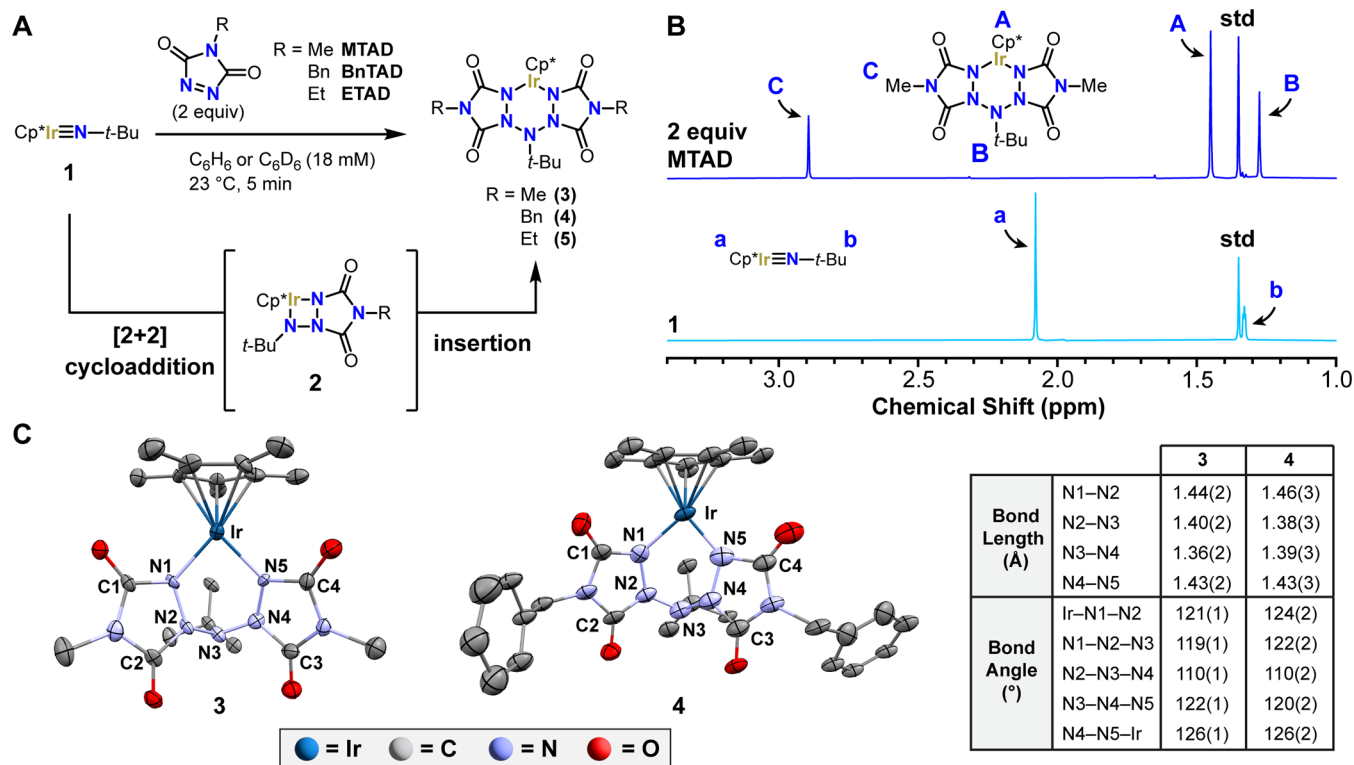 A
R
O
N
O
N=N
(2 equiv)
R = Me MTAD
Bn BnTAD
Et ETAD
Cp*Ir≡N–t-Bu
1
C₆H₆ or C₆D₆ (18 mM)
23 °C, 5 min
Cp*
O Ir O
R–N N N N–R
N N N
O t-Bu O
R = Me (3)
Bn (4)
Et (5)
[2+2]
cycloaddition
Cp*Ir–N O
N–N N–R
t-Bu O
2
insertion
B
A
Cp*
O Ir O
C Me–N N N N–Me
N N N
O t-Bu O
B
2 equiv
MTAD
C
A
std
B
a b
Cp*Ir≡N–t-Bu
1
a
std
b
3.0 2.5 2.0 1.5 1.0
Chemical Shift (ppm)
C
Ir
N1 N5
C1 C4
N2 N4
N3
C2 C3
3
Ir
N1 N5
C1 C4
N2 N4
N3
C2 C3
4
= Ir = C = N = O
3 4
Bond Length (Å)
N1–N2 1.44(2) 1.46(3)
N2–N3 1.40(2) 1.38(3)
N3–N4 1.36(2) 1.39(3)
N4–N5 1.43(2) 1.43(3)
Bond Angle (°)
Ir–N1–N2 121(1) 124(2)
N1–N2–N3 119(1) 122(2)
N2–N3–N4 110(1) 110(2)
N3–N4–N5 122(1) 120(2)
N4–N5–Ir 126(1) 126(2)